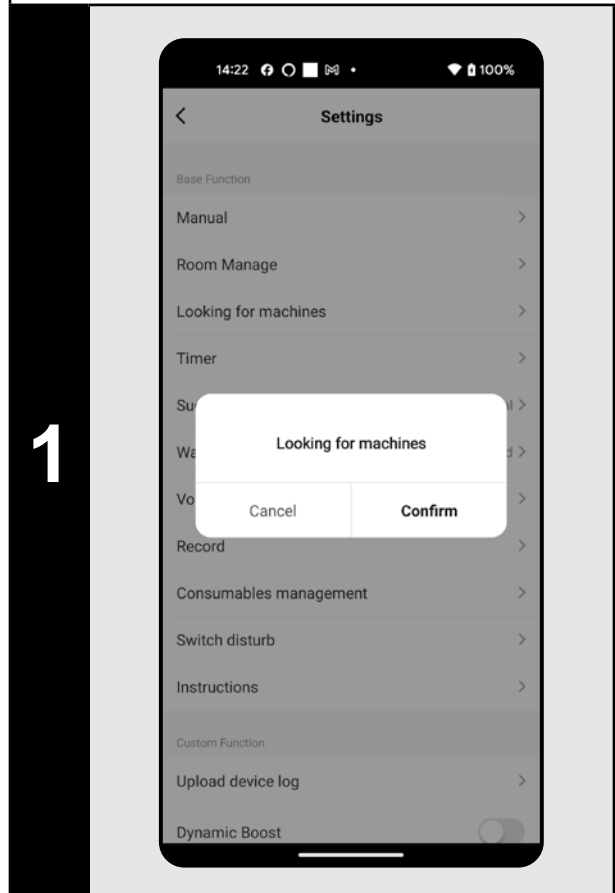 14:22 100%
Settings
Base Function
Manual
Room Manage
Looking for machines
Timer
Looking for machines
Cancel Confirm
Record
Consumables management
Switch disturb
Instructions
Custom Function
Upload device log
Dynamic Boost
1